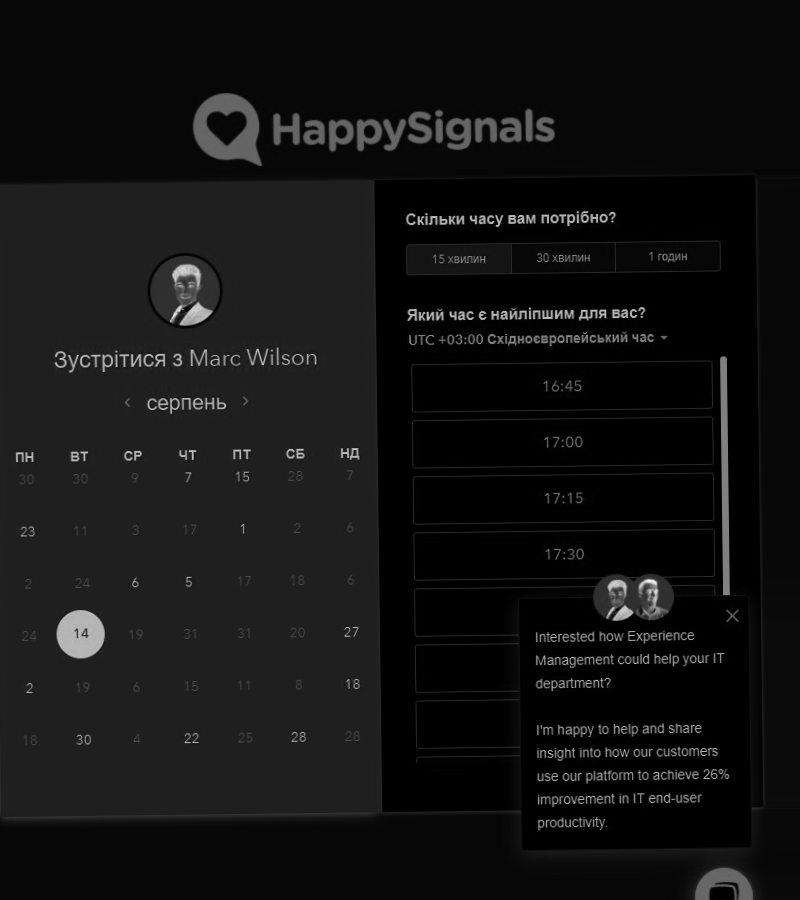 HappySignals
Зустрітися з Marc Wilson
серпень
ПН ВТ СР ЧТ ПТ СБ НД
30 30 9 7 15 28 7
23 11 3 17 1 2 6
2 24 6 5 17 18 6
24 14 19 31 31 20 27
2 19 6 15 11 8 18
18 30 4 22 25 28 28
Скільки часу вам потрібно?
15 хвилин 30 хвилин 1 годин
Який час є найліпшим для вас?
UTC +03:00 Східноєвропейський час
16:45
17:00
17:15
17:30
Interested how Experience
Management could help your IT
department?
I'm happy to help and share
insight into how our customers
use our platform to achieve 26%
improvement in IT end-user
productivity.